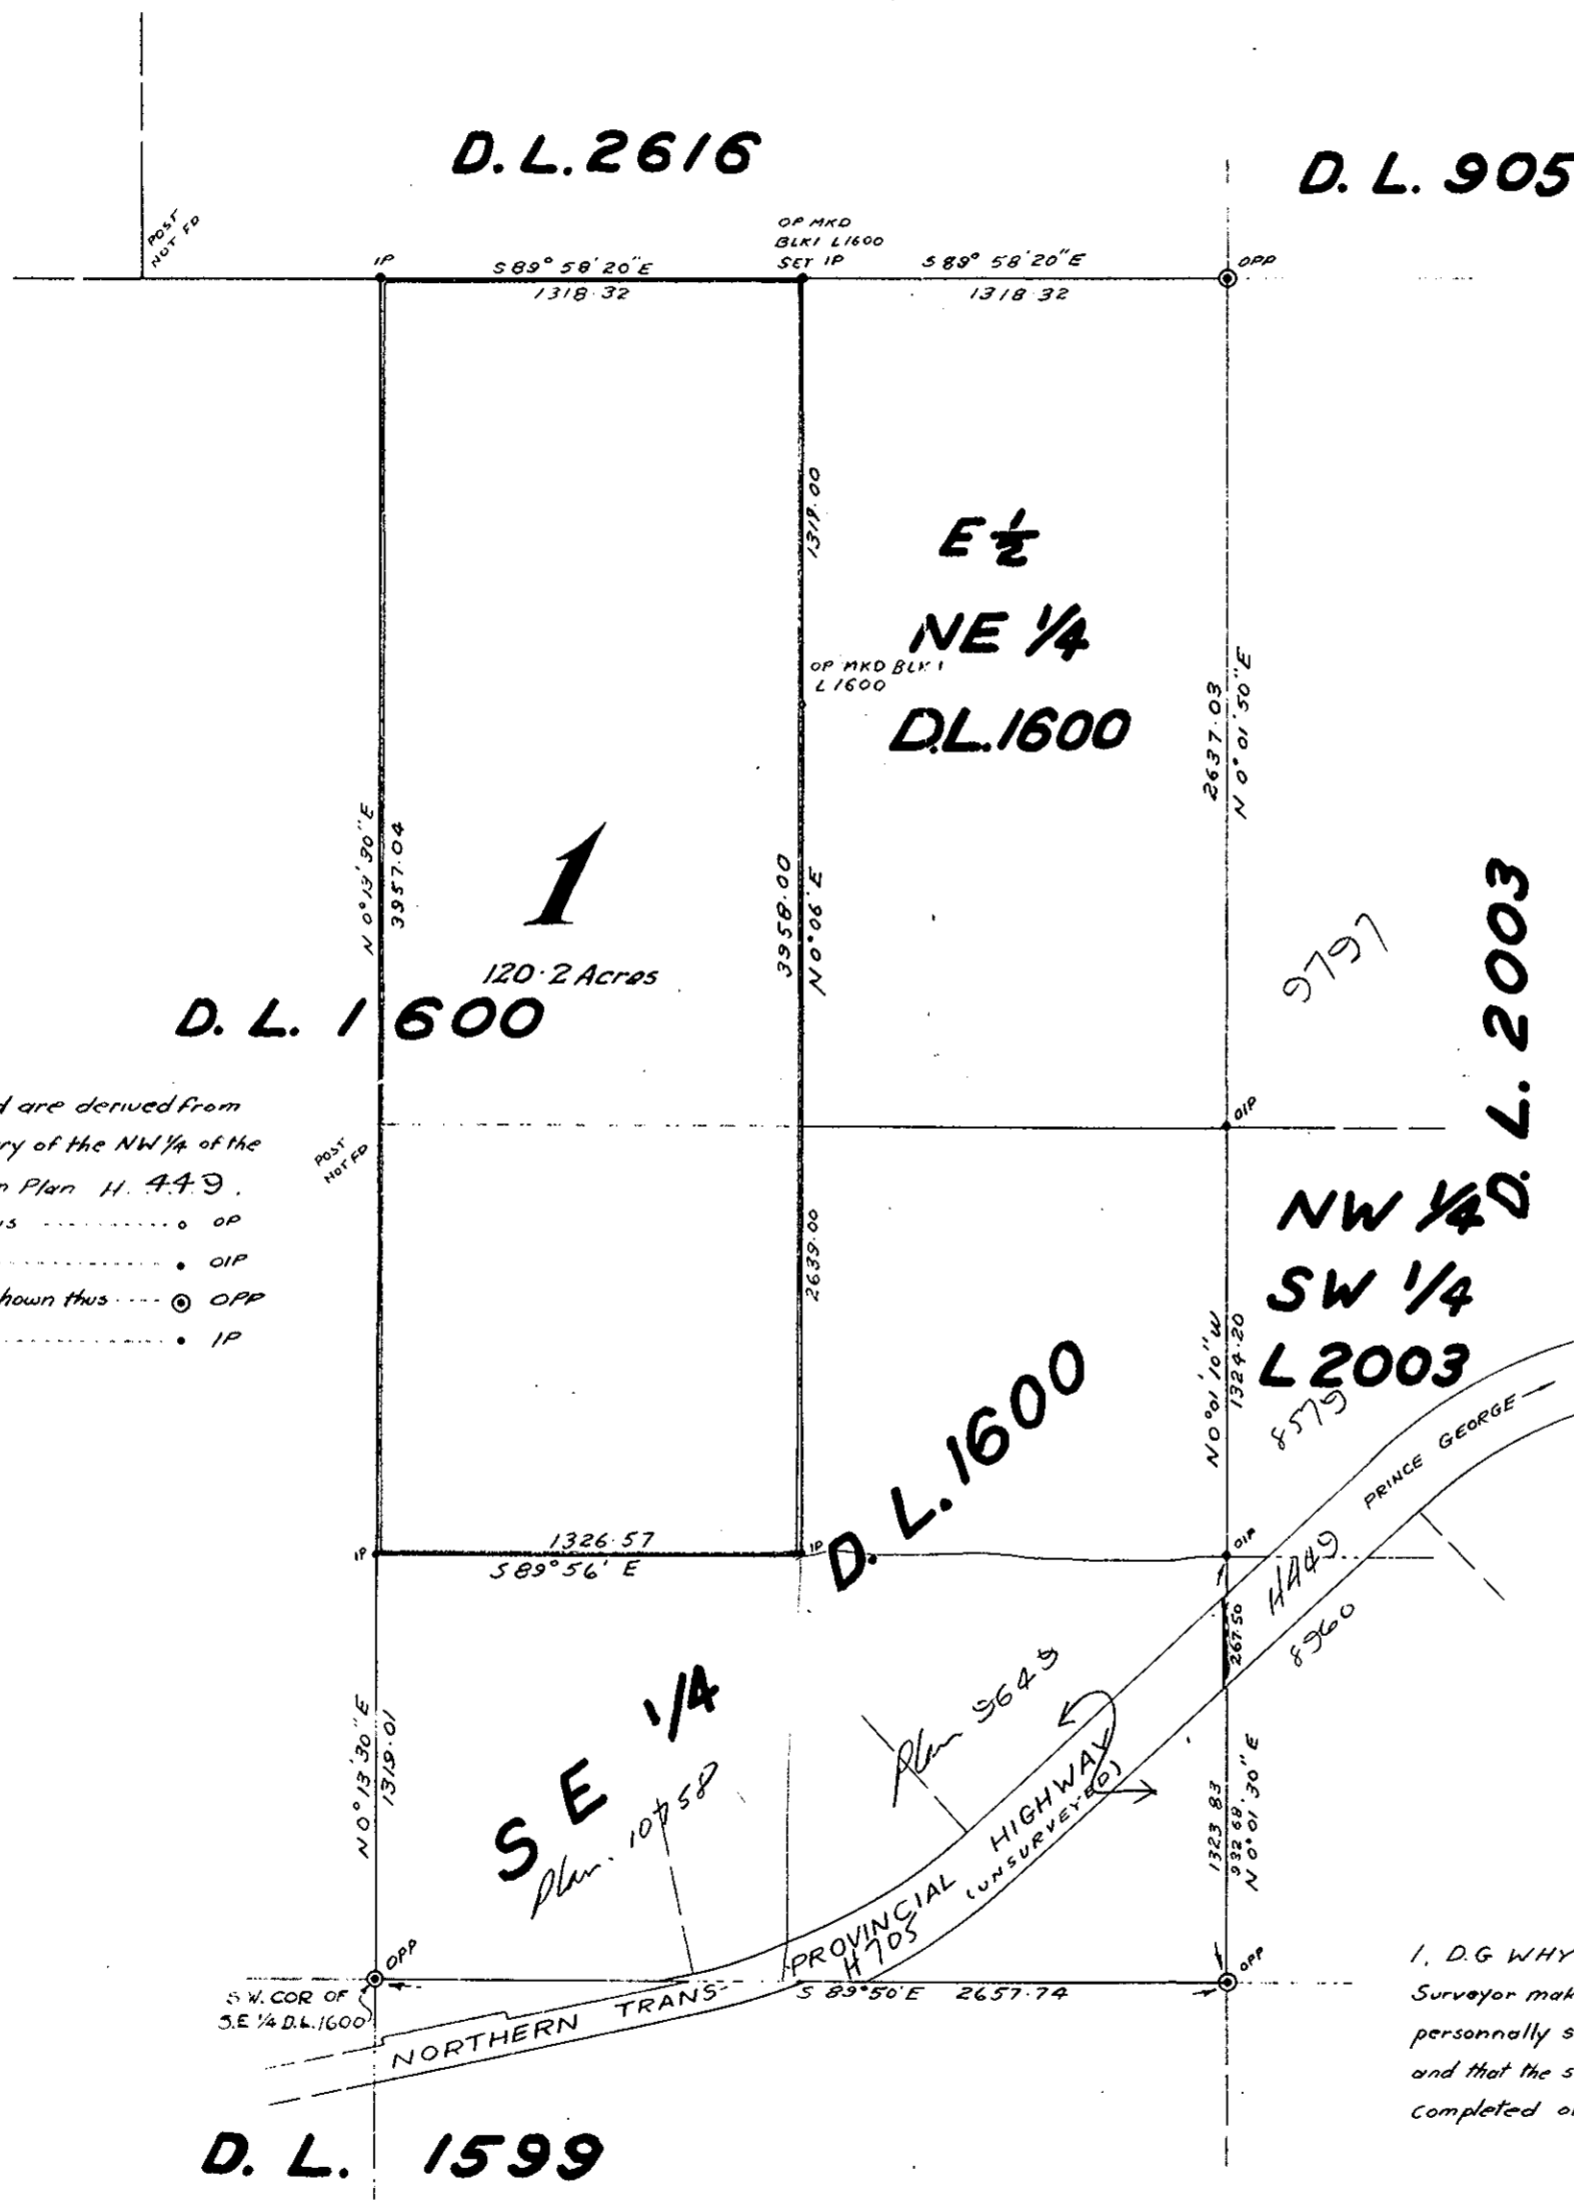 D. L. 2616
D. L. 905
POST
NOT FD
OP MKD
BLK1 L1600
SET IP
IP
S 89° 58' 20" E
1318.32
S 89° 58' 20" E
1318.32
OPP
1319.00
E 1/2
NE 1/4
D.L. 1600
OP MKD BLK 1
L 1600
2637.03
N 0° 01' 50" E
N 0° 13' 30" E
3957.04
1
120.2 Acres
3958.00
N 0° 06' E
D. L. 1600
9797
D. L. 2003
are derived from
ry of the NW 1/4 of the
Plan H. 449.
OP
OIP
hown thus OPP
IP
POST
NOT FD
OIP
2639.00
NW 1/4
SW 1/4
L 2003
N 0° 01' 10" W
1324.20
8579
PRINCE GEORGE
D. L. 1600
IP
1326.57
S 89° 56' E
IP
OIP
H449
267.50
8960
N 0° 13' 30" E
1319.01
S E 1/4
Plan
Plan 9649
PROVINCIAL HIGHWAY
(UNSURVEYED)
H 705
1323.83
932.68
N 0° 01' 30" E
OPP
S.W. COR OF
S.E 1/4 D.L. 1600
NORTHERN TRANS-
S 89° 50' E 2657.74
OPP
D. L. 1599
1. D.G WHY
Surveyor mak
personnally s
and that the s
completed o